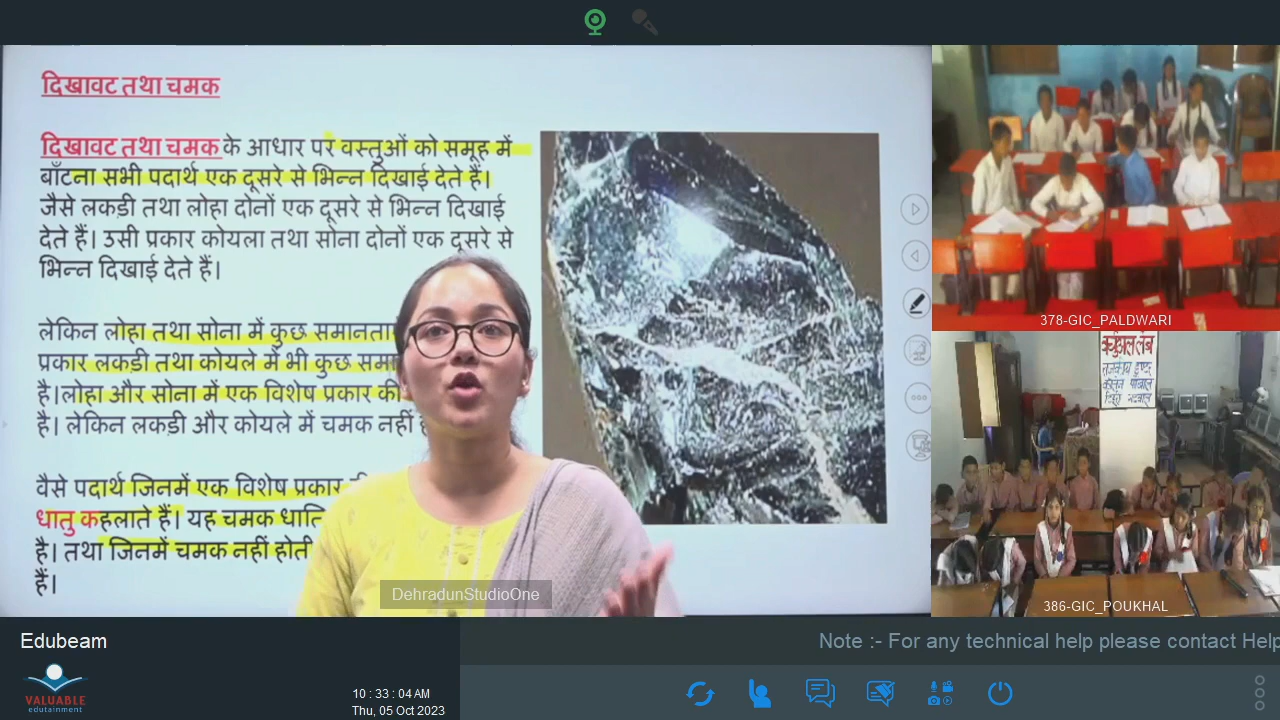 दिखावट तथा चमक
दिखावट तथा चमक के आधार पर वस्तुओं को समूह में
बाँटना सभी पदार्थ एक दूसरे से भिन्न दिखाई देते हैं।
जैसे लकड़ी तथा लोहा दोनों एक दूसरे से भिन्न दिखाई
देते हैं। उसी प्रकार कोयला तथा सोना दोनों एक दूसरे से
भिन्न दिखाई देते हैं।
लेकिन लोहा तथा सोना में कुछ समानता
प्रकार लकड़ी तथा कोयले में भी कुछ
है।लोहा और सोना में एक विशेष प्रकार की
है। लेकिन लकड़ी और कोयले में चमक नहीं
वैसे पदार्थ जिनमें एक विशेष प्रकार
धातु कहलाते हैं। यह चमक
है। तथा जिनमें चमक नहीं होती
हैं।
DehradunStudioOne
378-GIC_PALDWARI
386-GIC_POUKHAL
Edubeam
VALUABLE
edutainment
10 : 33 : 04 AM
Thu, 05 Oct 2023
Note :- For any technical help please contact Help